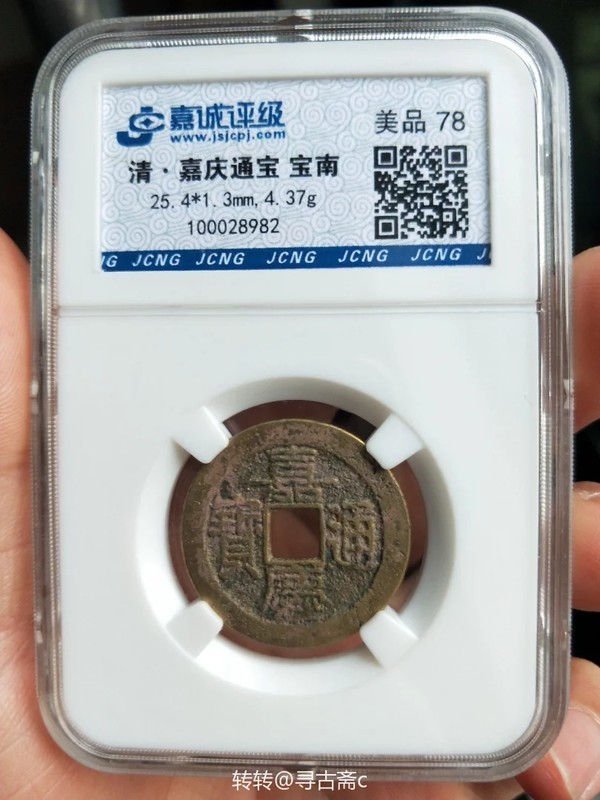 嘉诚评级
www.jsjcpj.com
美品 78
清·嘉庆通宝 宝南
25.4*1.3mm,4.37g
100028982
NG JCNG JCNG JCNG JCNG JCNG J
嘉
寶 通
慶
转转@寻古斋c